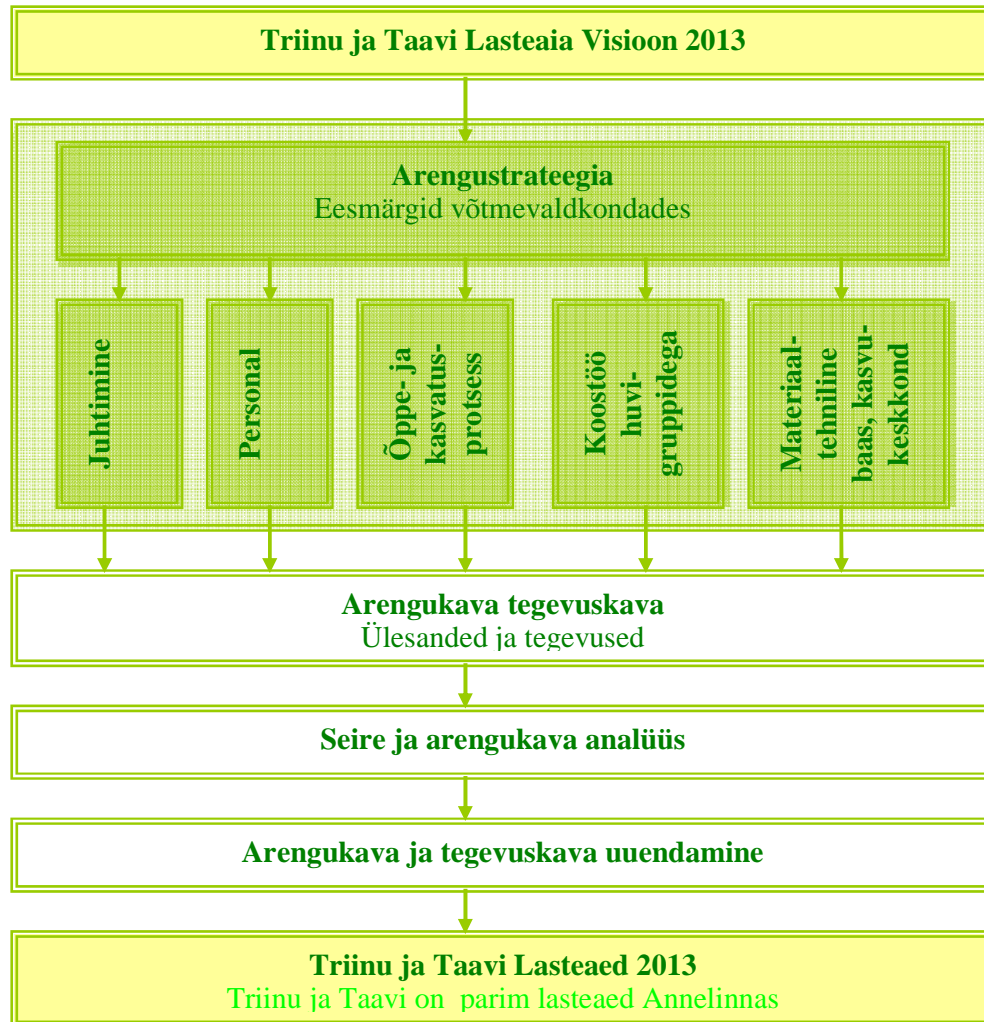 Triinu ja Taavi Lasteaia Visioon 2013
Arengustrateegia
Eesmärgid võtmevaldkondades
Juhtimine
Personal
Õppe- ja
kasvatus-
protsess
Koostöö
huvi-
gruppidega
Materiaal-
tehniline
baas, kasvu-
keskkond
Arengukava tegevuskava
Ülesanded ja tegevused
Seire ja arengukava analüüs
Arengukava ja tegevuskava uuendamine
Triinu ja Taavi Lasteaed 2013
Triinu ja Taavi on parim lasteaed Annelinnas